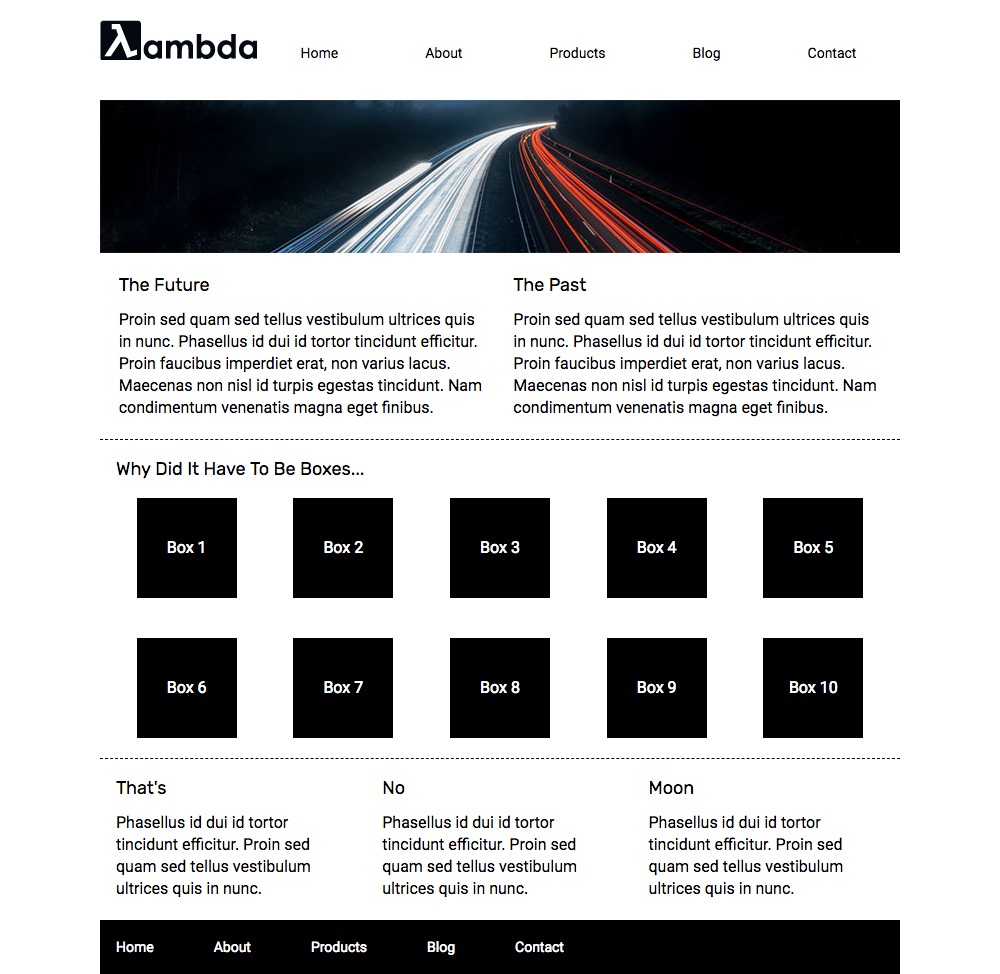 λambda
Home About Products Blog Contact
The Future
Proin sed quam sed tellus vestibulum ultrices quis
in nunc. Phasellus id dui id tortor tincidunt efficitur.
Proin faucibus imperdiet erat, non varius lacus.
Maecenas non nisl id turpis egestas tincidunt. Nam
condimentum venenatis magna eget finibus.
The Past
Proin sed quam sed tellus vestibulum ultrices quis
in nunc. Phasellus id dui id tortor tincidunt efficitur.
Proin faucibus imperdiet erat, non varius lacus.
Maecenas non nisl id turpis egestas tincidunt. Nam
condimentum venenatis magna eget finibus.
Why Did It Have To Be Boxes...
Box 1 Box 2 Box 3 Box 4 Box 5
Box 6 Box 7 Box 8 Box 9 Box 10
That's
Phasellus id dui id tortor
tincidunt efficitur. Proin sed
quam sed tellus vestibulum
ultrices quis in nunc.
No
Phasellus id dui id tortor
tincidunt efficitur. Proin sed
quam sed tellus vestibulum
ultrices quis in nunc.
Moon
Phasellus id dui id tortor
tincidunt efficitur. Proin sed
quam sed tellus vestibulum
ultrices quis in nunc.
Home About Products Blog Contact